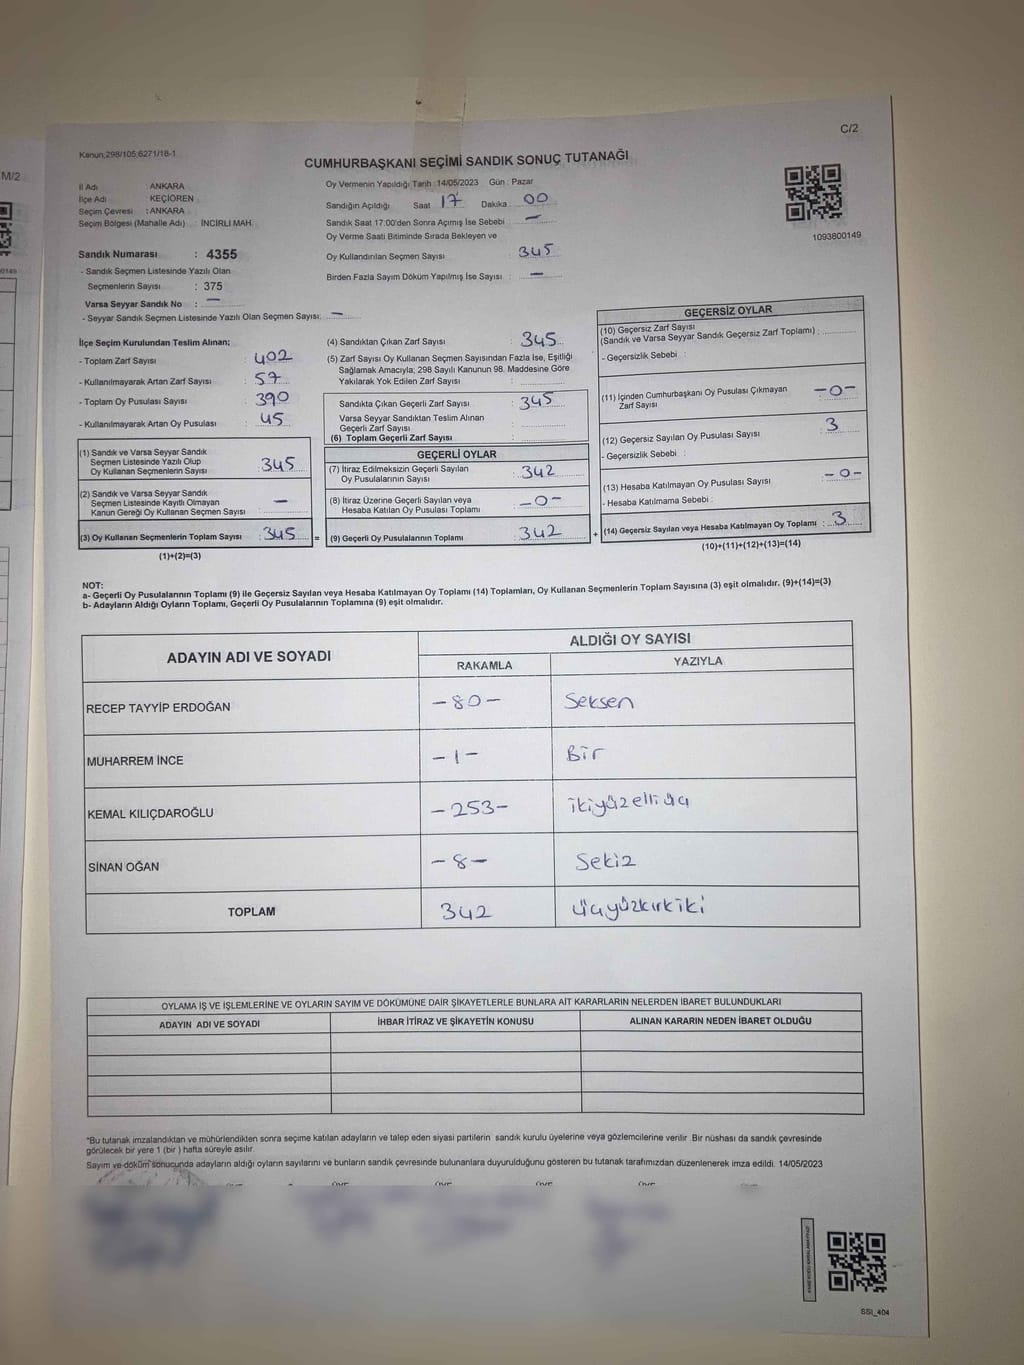 C/2
M/2
Kanun;298/105;6271/18-1
CUMHURBAŞKANI SEÇİMİ SANDIK SONUÇ TUTANAĞI
İl Adı : ANKARA
İlçe Adı : KEÇİÖREN
Seçim Çevresi : ANKARA
Seçim Bölgesi (Mahalle Adı) : İNCİRLİ MAH.
Oy Vermenin Yapıldığı Tarih :14/05/2023 Gün : Pazar
Sandığın Açıldığı Saat 17 Dakika 00
Sandık Saat 17:00'den Sonra Açılmış İse Sebebi : —
Oy Verme Saati Bitiminde Sırada Bekleyen ve
Oy Kullandırılan Seçmen Sayısı : 345
Birden Fazla Sayım Döküm Yapılmış İse Sayısı : —
1093800149
Sandık Numarası : 4355
- Sandık Seçmen Listesinde Yazılı Olan
Seçmenlerin Sayısı : 375
Varsa Seyyar Sandık No : —
- Seyyar Sandık Seçmen Listesinde Yazılı Olan Seçmen Sayısı: —
İlçe Seçim Kurulundan Teslim Alınan;
- Toplam Zarf Sayısı : 402
- Kullanılmayarak Artan Zarf Sayısı : 57
- Toplam Oy Pusulası Sayısı : 390
- Kullanılmayarak Artan Oy Pusulası : 45
(1) Sandık ve Varsa Seyyar Sandık
Seçmen Listesinde Yazılı Olup
Oy Kullanan Seçmenlerin Sayısı : 345
(2) Sandık ve Varsa Seyyar Sandık
Seçmen Listesinde Kayıtlı Olmayan
Kanun Gereği Oy Kullanan Seçmen Sayısı : —
(3) Oy Kullanan Seçmenlerin Toplam Sayısı : 345 =
(1)+(2)=(3)
(4) Sandıktan Çıkan Zarf Sayısı : 345
(5) Zarf Sayısı Oy Kullanan Seçmen Sayısından Fazla İse, Eşitliği
Sağlamak Amacıyla; 298 Sayılı Kanunun 98. Maddesine Göre
Yakılarak Yok Edilen Zarf Sayısı :
Sandıkta Çıkan Geçerli Zarf Sayısı : 345
Varsa Seyyar Sandıktan Teslim Alınan
Geçerli Zarf Sayısı :
(6) Toplam Geçerli Zarf Sayısı :
GEÇERLİ OYLAR
(7) İtiraz Edilmeksizin Geçerli Sayılan
Oy Pusulalarının Sayısı : 342
(8) İtiraz Üzerine Geçerli Sayılan veya
Hesaba Katılan Oy Pusulası Toplamı : -0-
(9) Geçerli Oy Pusulalarının Toplamı : 342 +
GEÇERSİZ OYLAR
(10) Geçersiz Zarf Sayısı
(Sandık ve Varsa Seyyar Sandık Geçersiz Zarf Toplamı) :
- Geçersizlik Sebebi :
(11) İçinden Cumhurbaşkanı Oy Pusulası Çıkmayan
Zarf Sayısı : -0-
(12) Geçersiz Sayılan Oy Pusulası Sayısı : 3
- Geçersizlik Sebebi :
(13) Hesaba Katılmayan Oy Pusulası Sayısı : -0-
- Hesaba Katılmama Sebebi :
(14) Geçersiz Sayılan veya Hesaba Katılmayan Oy Toplamı : 3
(10)+(11)+(12)+(13)=(14)
NOT:
a- Geçerli Oy Pusulalarının Toplamı (9) ile Geçersiz Sayılan veya Hesaba Katılmayan Oy Toplamı (14) Toplamları, Oy Kullanan Seçmenlerin Toplam Sayısına (3) eşit olmalıdır. (9)+(14)=(3)
b- Adayların Aldığı Oyların Toplamı, Geçerli Oy Pusulalarının Toplamına (9) eşit olmalıdır.
ADAYIN ADI VE SOYADI
ALDIĞI OY SAYISI
RAKAMLA YAZIYLA
RECEP TAYYİP ERDOĞAN -80- Seksen
MUHARREM İNCE -1- Bir
KEMAL KILIÇDAROĞLU -253- ikiyüzelli üç
SİNAN OĞAN -8- Sekiz
TOPLAM 342 üçyüzkırkiki
OYLAMA İŞ VE İŞLEMLERİNE VE OYLARIN SAYIM VE DÖKÜMÜNE DAİR ŞİKAYETLERLE BUNLARA AİT KARARLARIN NELERDEN İBARET BULUNDUKLARI
ADAYIN ADI VE SOYADI İHBAR İTİRAZ VE ŞİKAYETİN KONUSU ALINAN KARARIN NEDEN İBARET OLDUĞU
*Bu tutanak imzalandıktan ve mühürlendikten sonra seçime katılan adayların ve talep eden siyasi partilerin sandık kurulu üyelerine veya gözlemcilerine verilir. Bir nüshası da sandık çevresinde
görülecek bir yere 1 (bir ) hafta süreyle asılır.
Sayım ve döküm sonucunda adayların aldığı oyların sayılarını ve bunların sandık çevresinde bulunanlara duyurulduğunu gösteren bu tutanak tarafımızdan düzenlenerek imza edildi. 14/05/2023
SSI_404